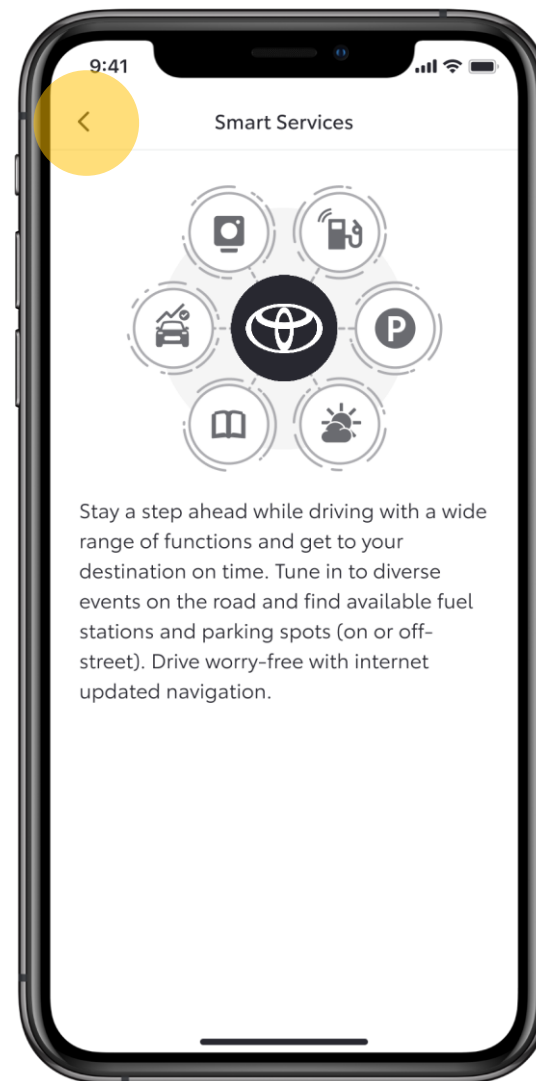 9:41
Smart Services
P
Stay a step ahead while driving with a wide
range of functions and get to your
destination on time. Tune in to diverse
events on the road and find available fuel
stations and parking spots (on or off-
street). Drive worry-free with internet
updated navigation.